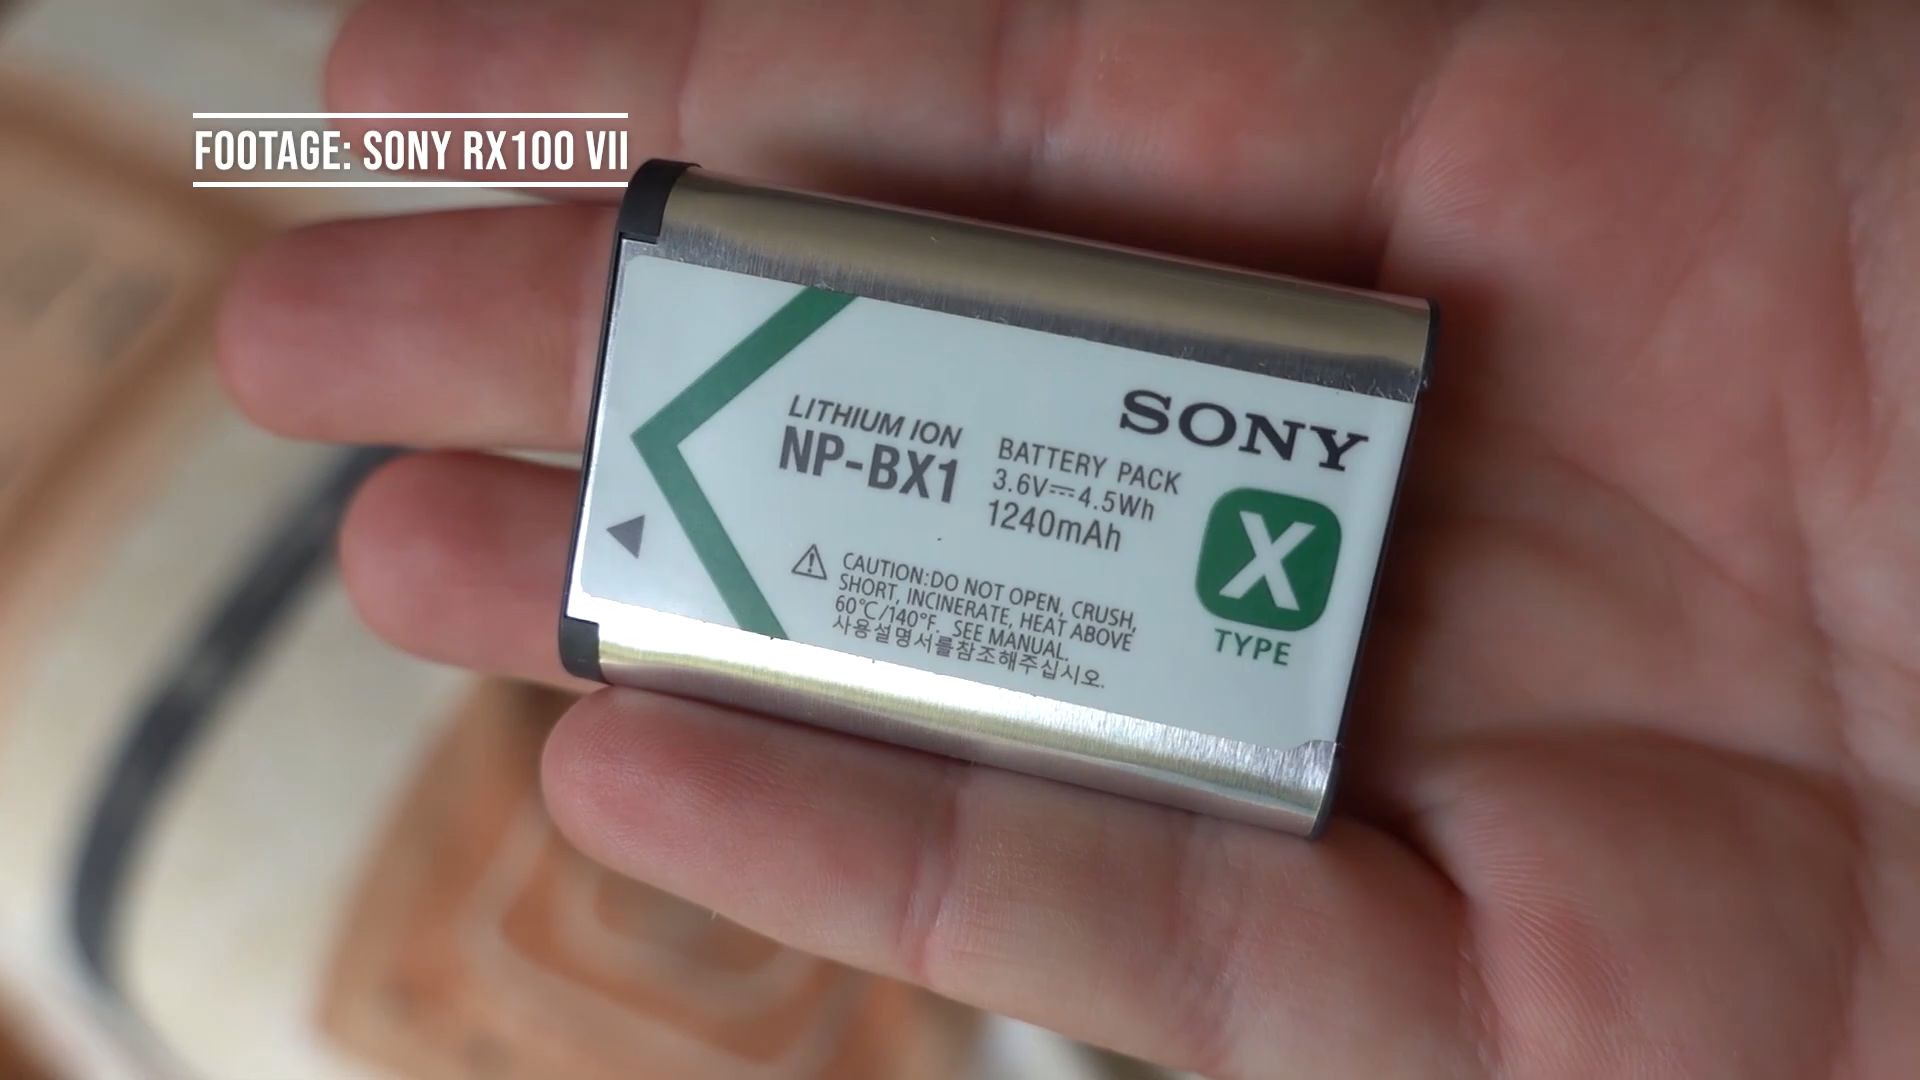 FOOTAGE: SONY RX100 VII
SONY
LITHIUM ION
NP-BX1
BATTERY PACK
3.6V⎓4.5Wh
1240mAh
X
TYPE
CAUTION:DO NOT OPEN, CRUSH,
SHORT, INCINERATE, HEAT ABOVE
60℃/140°F. SEE MANUAL.
사용설명서를참조해주십시오.